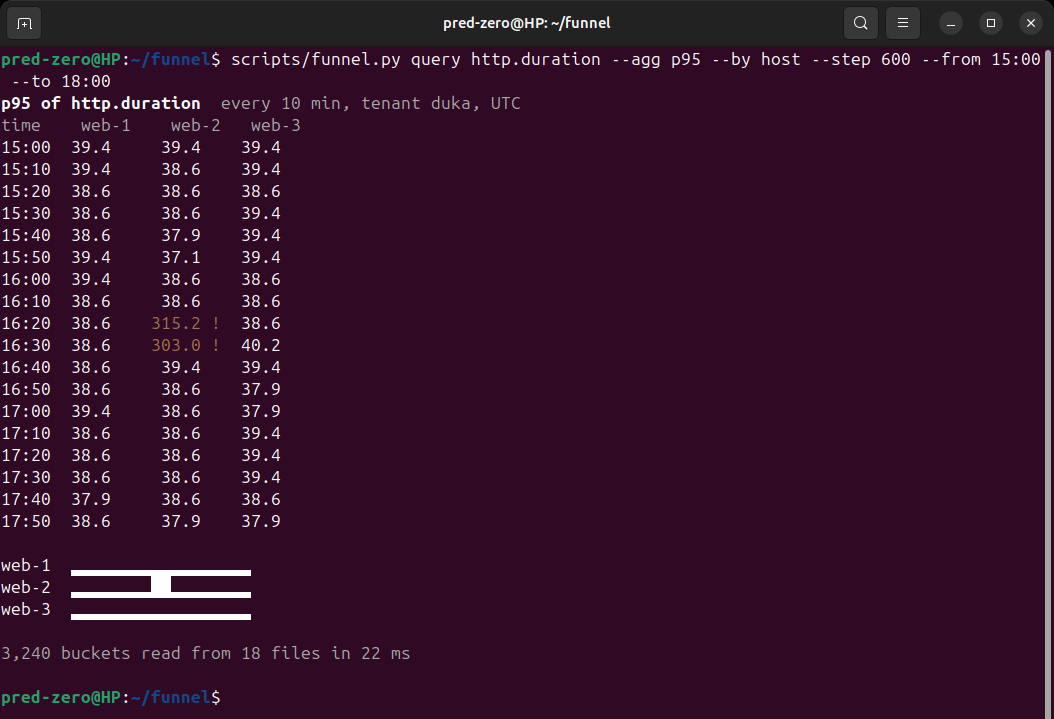 pred-zero@HP: ~/funnel
pred-zero@HP:~/funnel$ scripts/funnel.py query http.duration --agg p95 --by host --step 600 --from 15:00
--to 18:00
p95 of http.duration  every 10 min, tenant duka, UTC
time    web-1    web-2   web-3
15:00  39.4     39.4    39.4
15:10  39.4     38.6    39.4
15:20  38.6     38.6    38.6
15:30  38.6     38.6    39.4
15:40  38.6     37.9    39.4
15:50  39.4     37.1    39.4
16:00  39.4     38.6    38.6
16:10  38.6     38.6    38.6
16:20  38.6    315.2 !  38.6
16:30  38.6    303.0 !  40.2
16:40  38.6     39.4    39.4
16:50  38.6     38.6    37.9
17:00  39.4     38.6    37.9
17:10  38.6     38.6    39.4
17:20  38.6     38.6    39.4
17:30  38.6     38.6    39.4
17:40  37.9     38.6    38.6
17:50  38.6     37.9    37.9
web-1
web-2
web-3
3,240 buckets read from 18 files in 22 ms
pred-zero@HP:~/funnel$